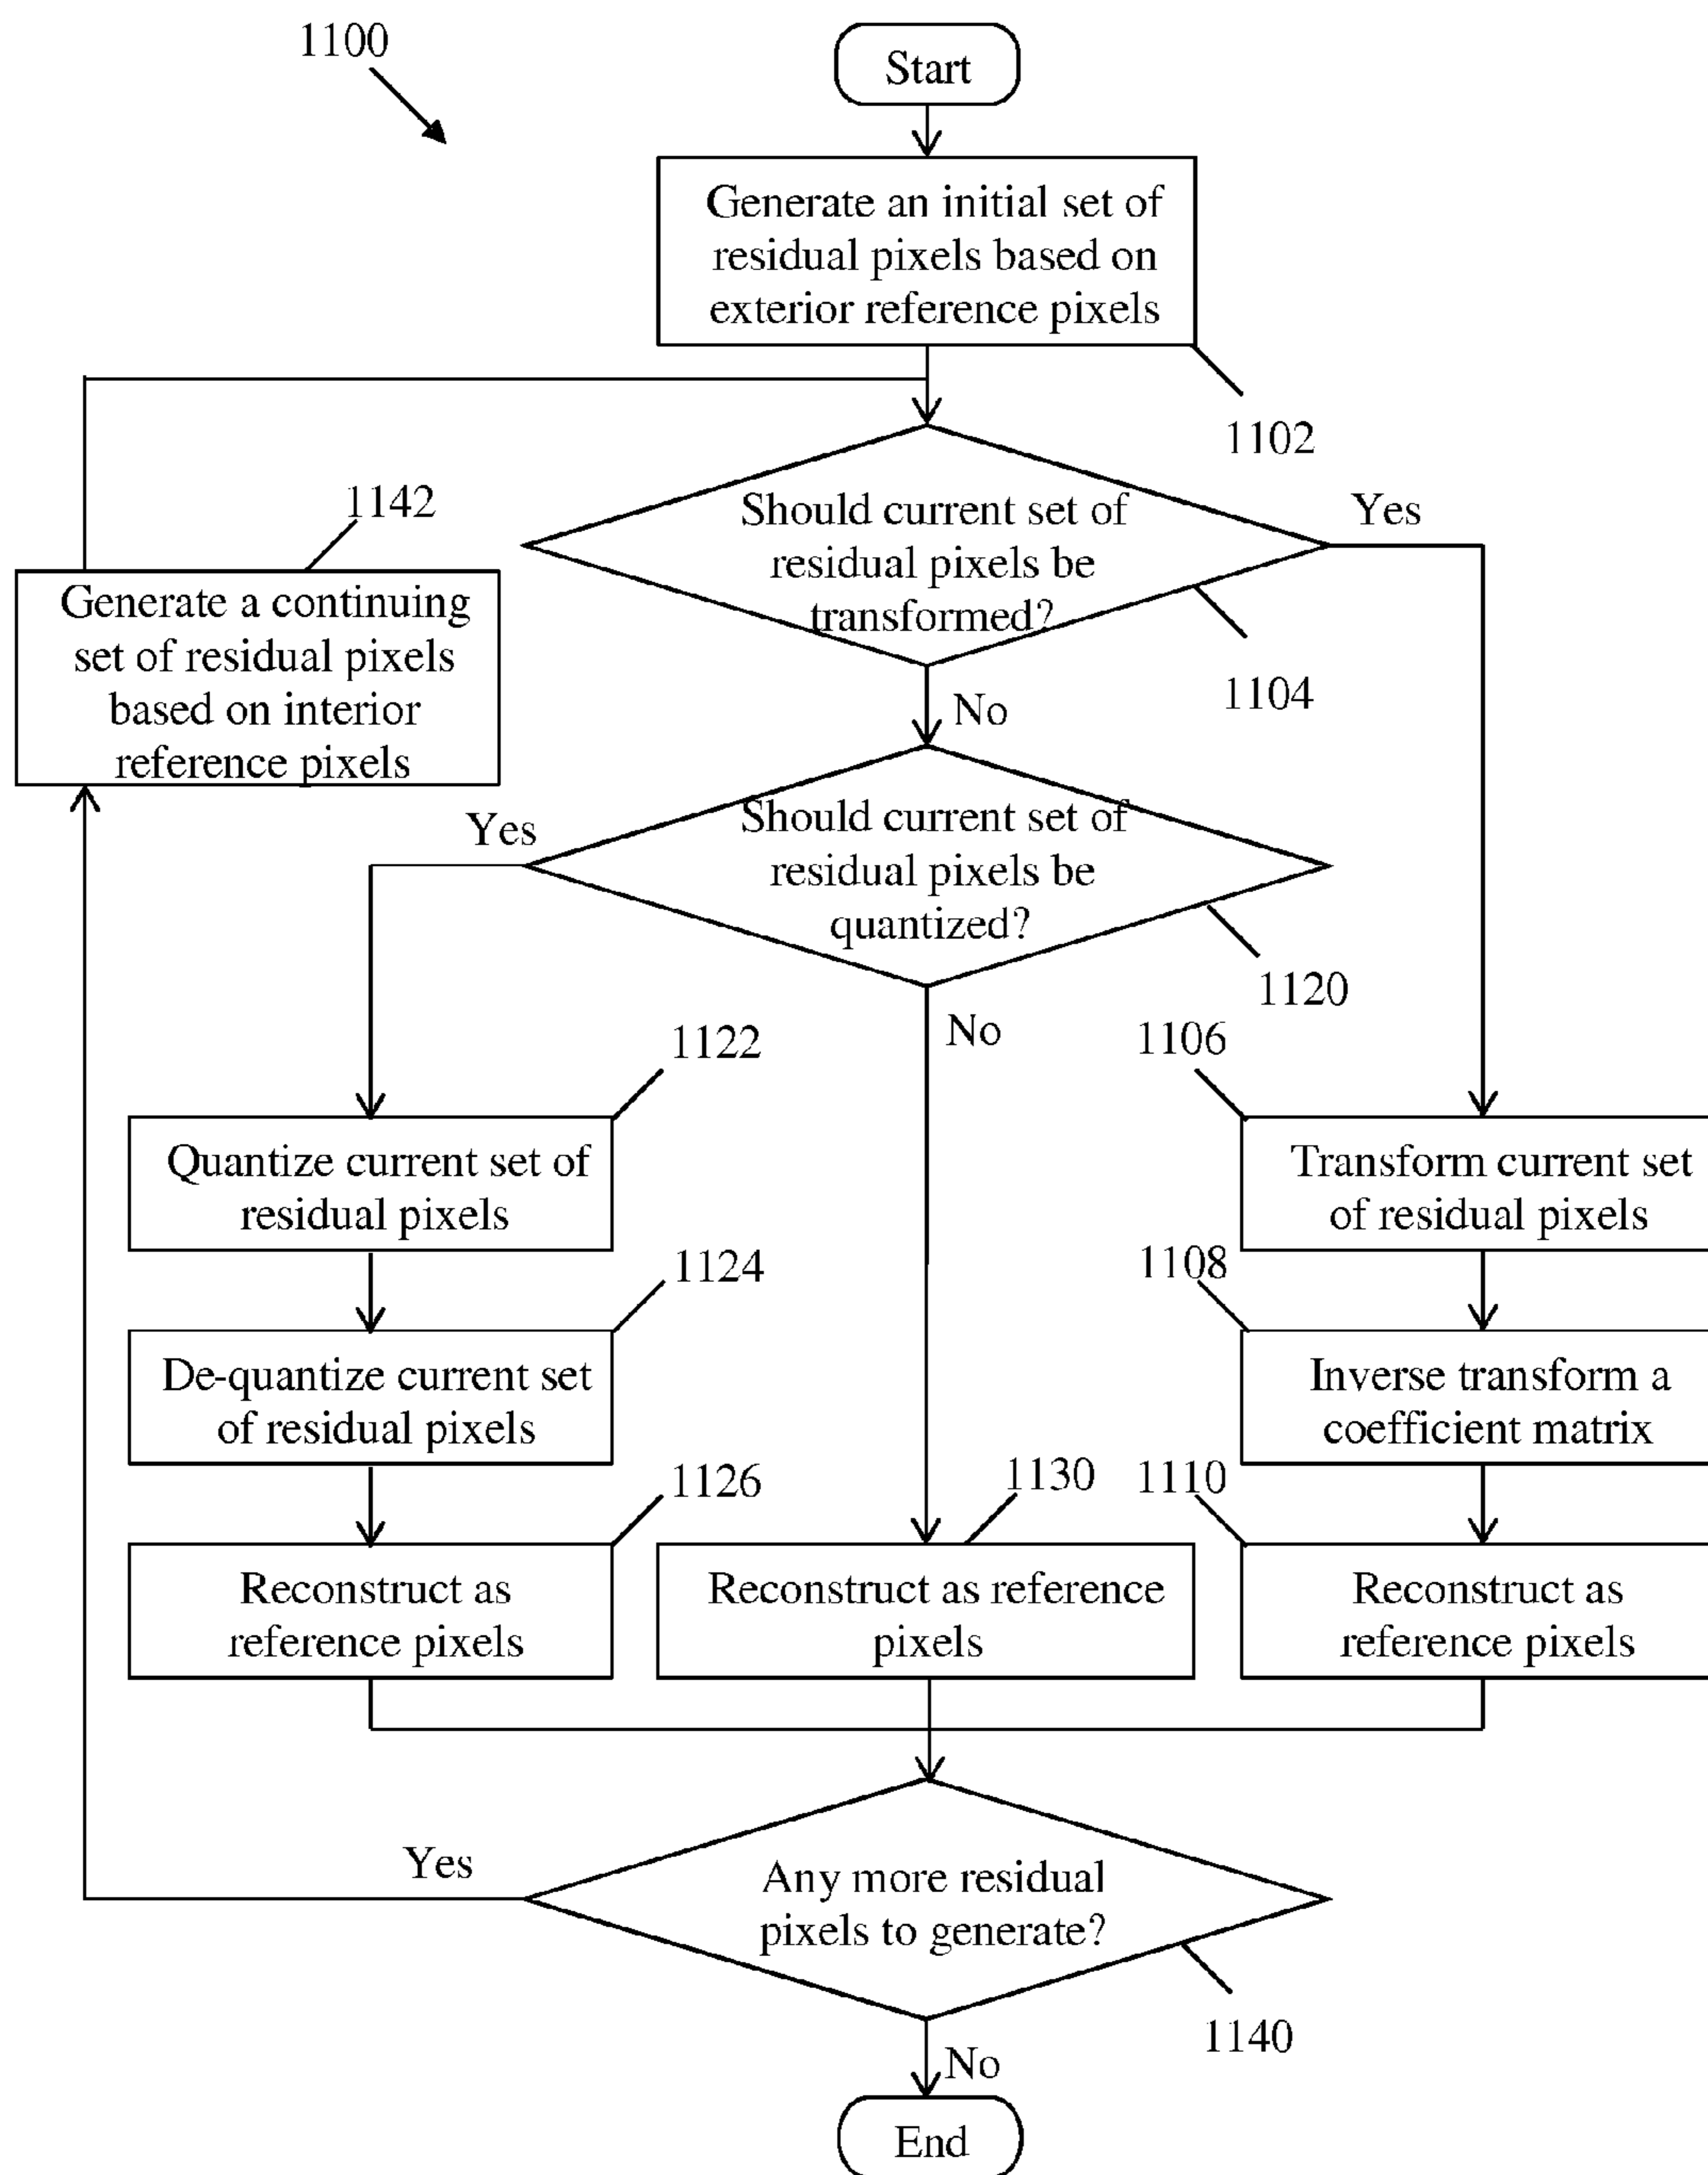 1100
Start
Generate an initial set of
residual pixels based on
exterior reference pixels
1102
1142
Should current set of
residual pixels be
transformed?
Yes
Generate a continuing
set of residual pixels
based on interior
reference pixels
1104
No
Should current set of
residual pixels be
quantized?
Yes
1120
No
1122
1106
Quantize current set of
residual pixels
Transform current set
of residual pixels
1124
1108
De-quantize current set
of residual pixels
Inverse transform a
coefficient matrix
1126
1130
1110
Reconstruct as
reference pixels
Reconstruct as reference
pixels
Reconstruct as
reference pixels
Yes
Any more residual
pixels to generate?
1140
No
End